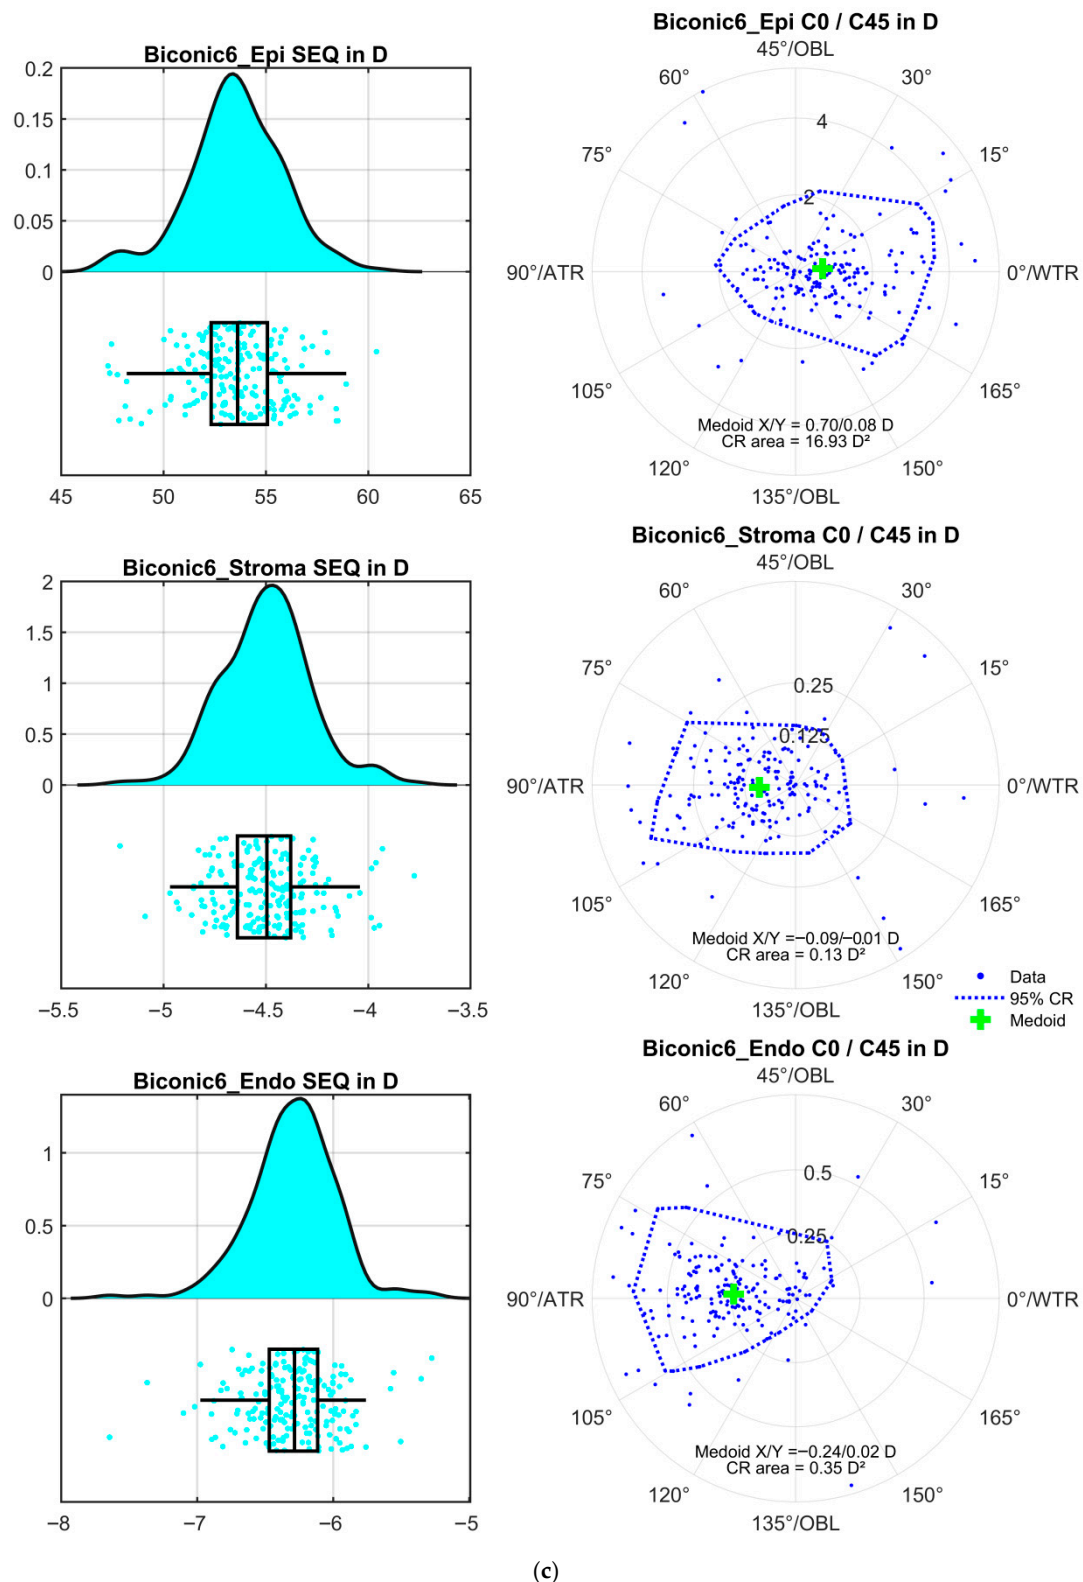 Biconic6_Epi SEQ in D
0.2
0.15
0.1
0.05
0
45
50
55
60
65
Biconic6_Epi C0 / C45 in D
45°/OBL
60°
30°
4
75°
15°
2
90°/ATR
0°/WTR
105°
165°
Medoid X/Y = 0.70/0.08 D
CR area = 16.93 D²
120°
150°
135°/OBL
Biconic6_Stroma SEQ in D
2
1.5
1
0.5
0
−5.5
−5
−4.5
−4
−3.5
Biconic6_Stroma C0 / C45 in D
45°/OBL
60°
30°
75°
15°
0.25
0.125
90°/ATR
0°/WTR
105°
165°
Medoid X/Y =−0.09/−0.01 D
CR area = 0.13 D²
120°
150°
135°/OBL
Data
95% CR
Medoid
Biconic6_Endo SEQ in D
1
0.5
0
−8
−7
−6
−5
Biconic6_Endo C0 / C45 in D
45°/OBL
60°
30°
0.5
75°
15°
0.25
90°/ATR
0°/WTR
105°
165°
Medoid X/Y =−0.24/0.02 D
CR area = 0.35 D²
120°
150°
135°/OBL
(c)